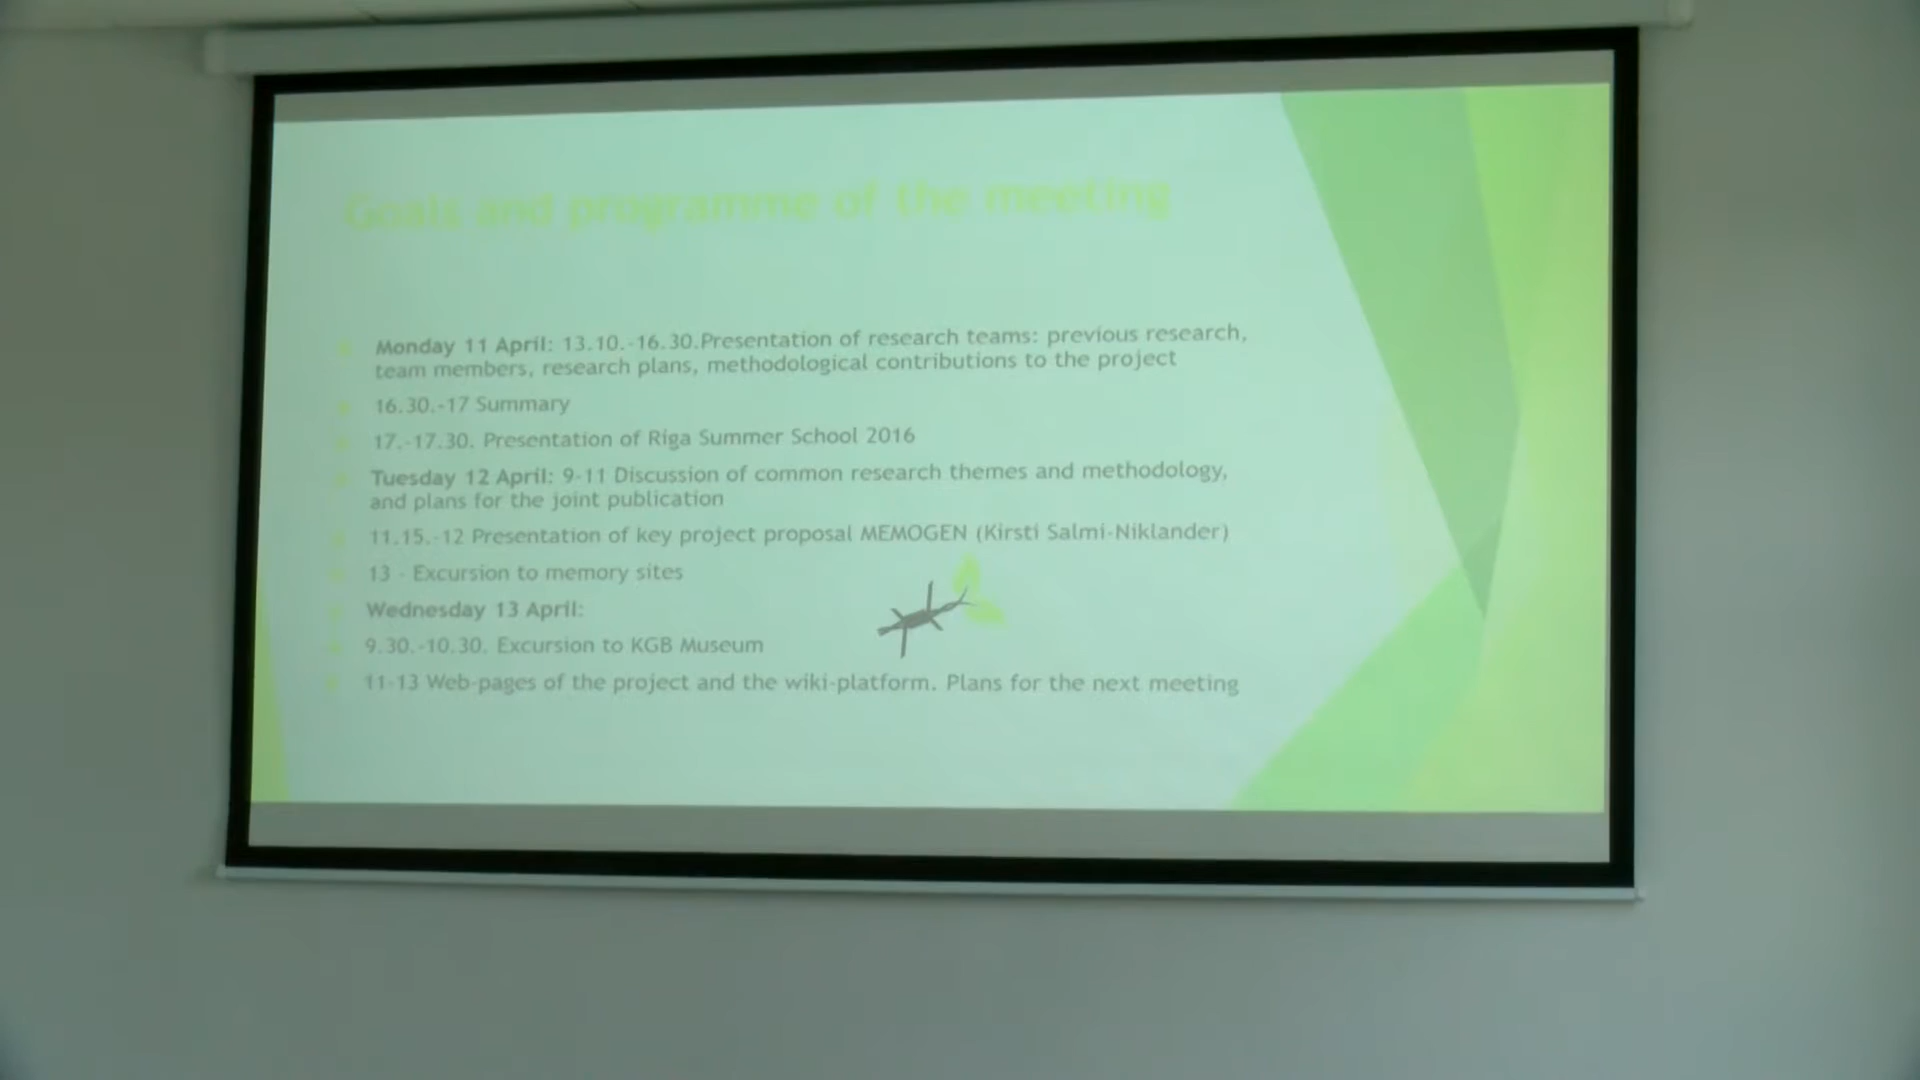 Goals and programme of the meeting
Monday 11 April: 13.10.-16.30.Presentation of research teams: previous research,
team members, research plans, methodological contributions to the project
16.30.-17 Summary
17.-17.30. Presentation of Riga Summer School 2016
Tuesday 12 April: 9-11 Discussion of common research themes and methodology,
and plans for the joint publication
11.15.-12 Presentation of key project proposal MEMOGEN (Kirsti Salmi-Niklander)
13 - Excursion to memory sites
Wednesday 13 April:
9.30.-10.30. Excursion to KGB Museum
11-13 Web-pages of the project and the wiki-platform. Plans for the next meeting